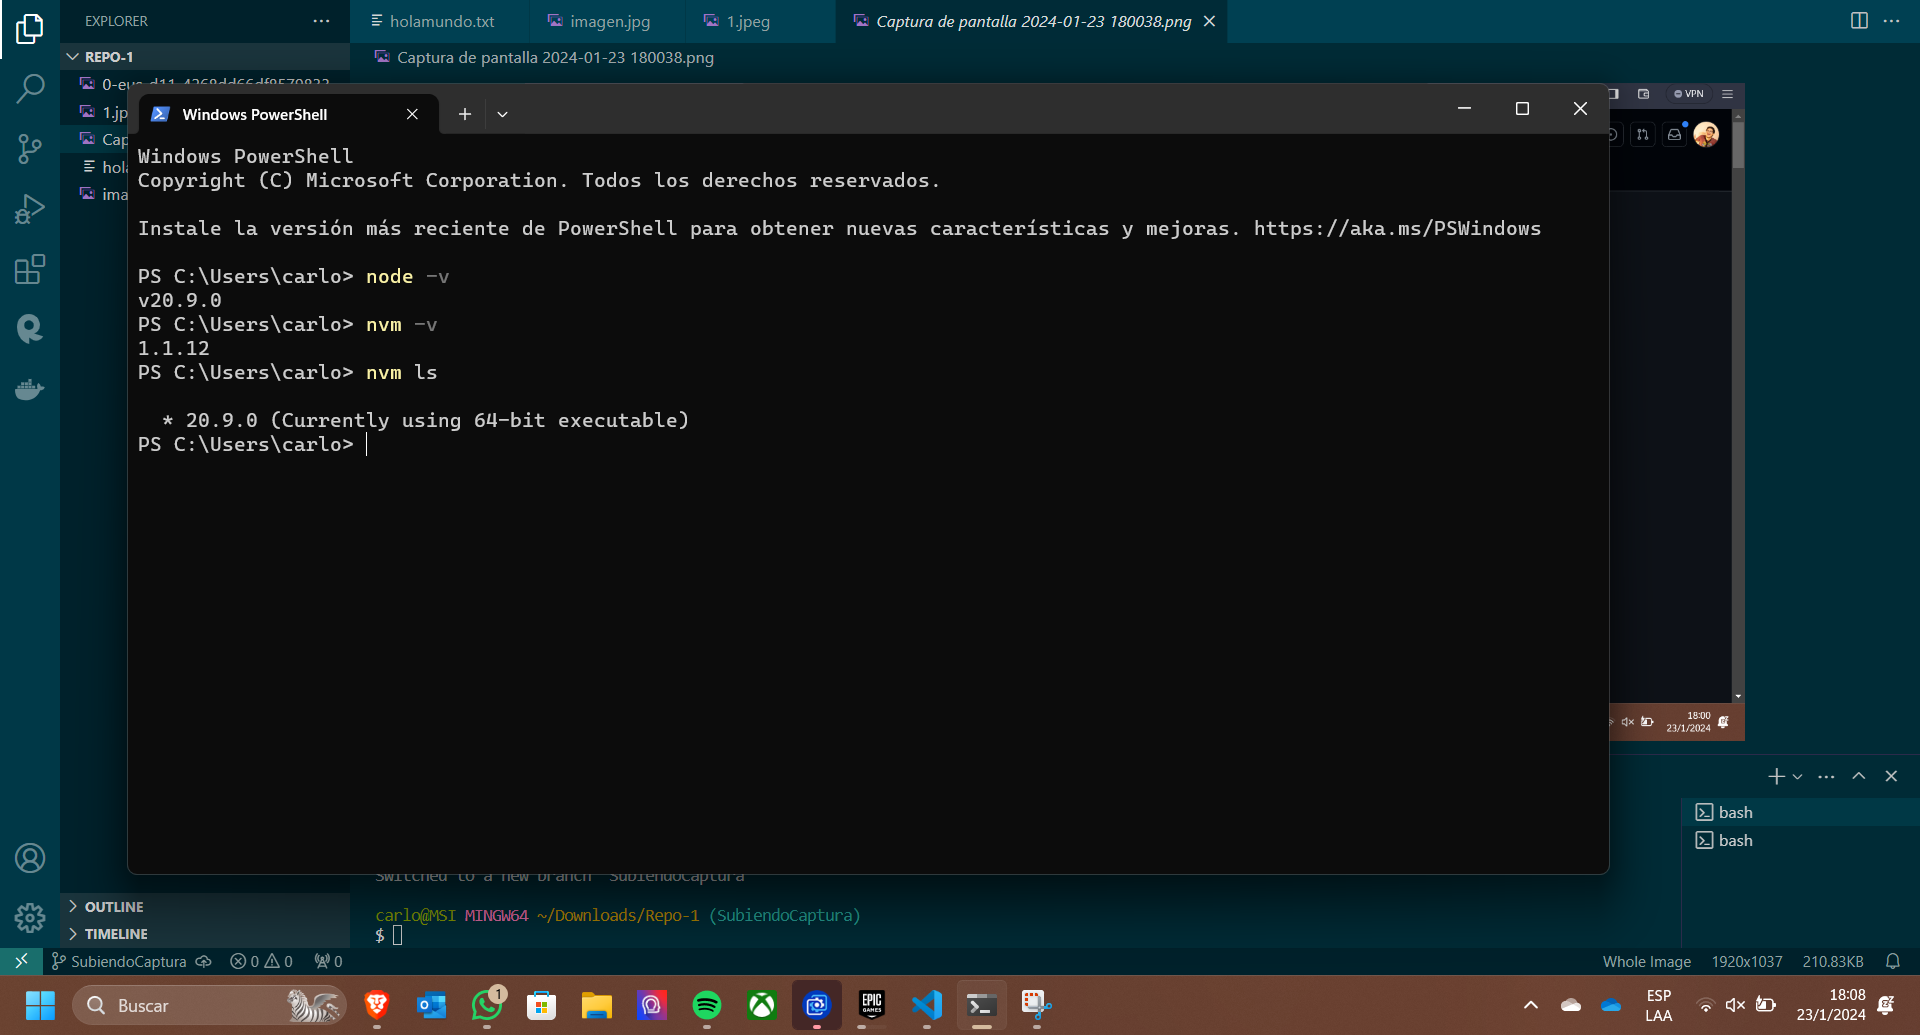 EXPLORER
holamundo.txt
imagen.jpg
1.jpeg
Captura de pantalla 2024-01-23 180038.png
REPO-1
Captura de pantalla 2024-01-23 180038.png
1.jp
Cap
hol
ima
VPN
Windows PowerShell
Windows PowerShell
Copyright (C) Microsoft Corporation. Todos los derechos reservados.
Instale la versión más reciente de PowerShell para obtener nuevas características y mejoras. https://aka.ms/PSWindows
PS C:\Users\carlo> node -v
v20.9.0
PS C:\Users\carlo> nvm -v
1.1.12
PS C:\Users\carlo> nvm ls
* 20.9.0 (Currently using 64-bit executable)
PS C:\Users\carlo>
18:00
23/1/2024
bash
bash
Switched to a new branch 'SubiendoCaptura'
carlo@MSI MINGW64 ~/Downloads/Repo-1 (SubiendoCaptura)
$
OUTLINE
TIMELINE
SubiendoCaptura
0 0
0
Whole Image
1920x1037
210.83KB
Buscar
1
EPIC
GAMES
ESP
LAA
18:08
23/1/2024